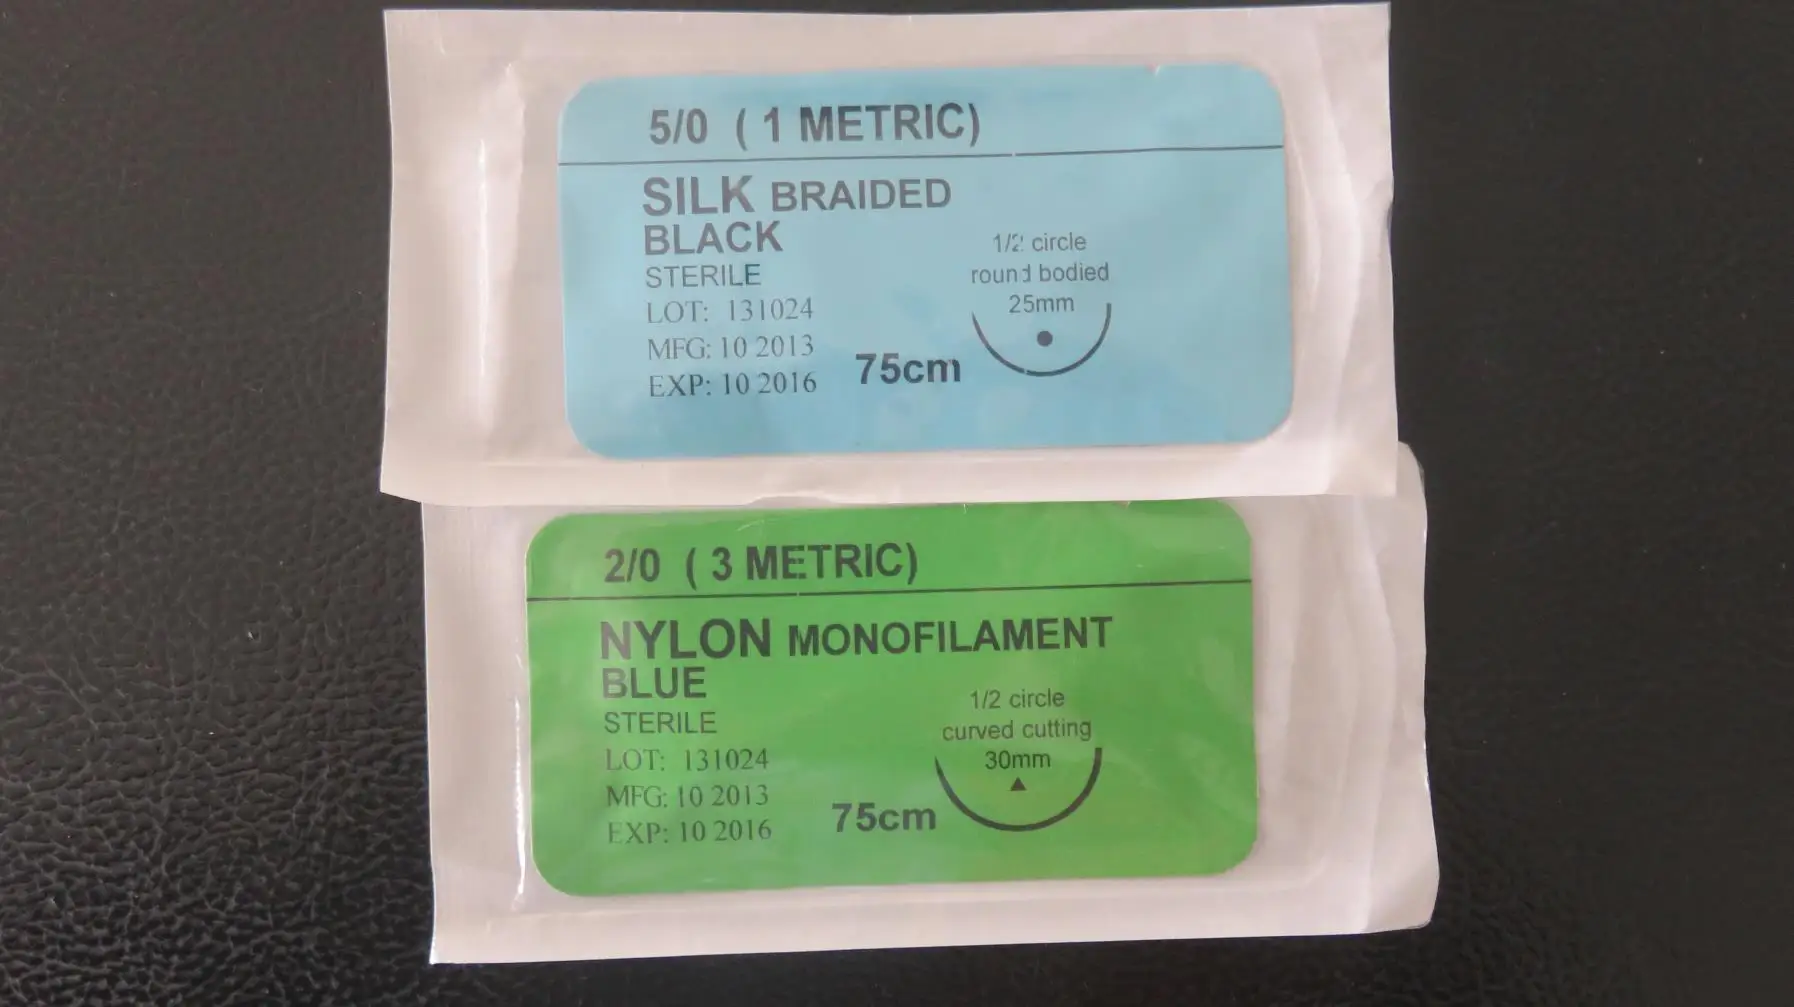 5/0 ( 1 METRIC)
SILK BRAIDED
BLACK
STERILE
LOT: 131024
MFG: 10 2013
EXP: 10 2016
75cm
1/2 circle
round bodied
25mm
2/0 ( 3 METRIC)
NYLON MONOFILAMENT
BLUE
STERILE
LOT: 131024
MFG: 10 2013
EXP: 10 2016
75cm
1/2 circle
curved cutting
30mm